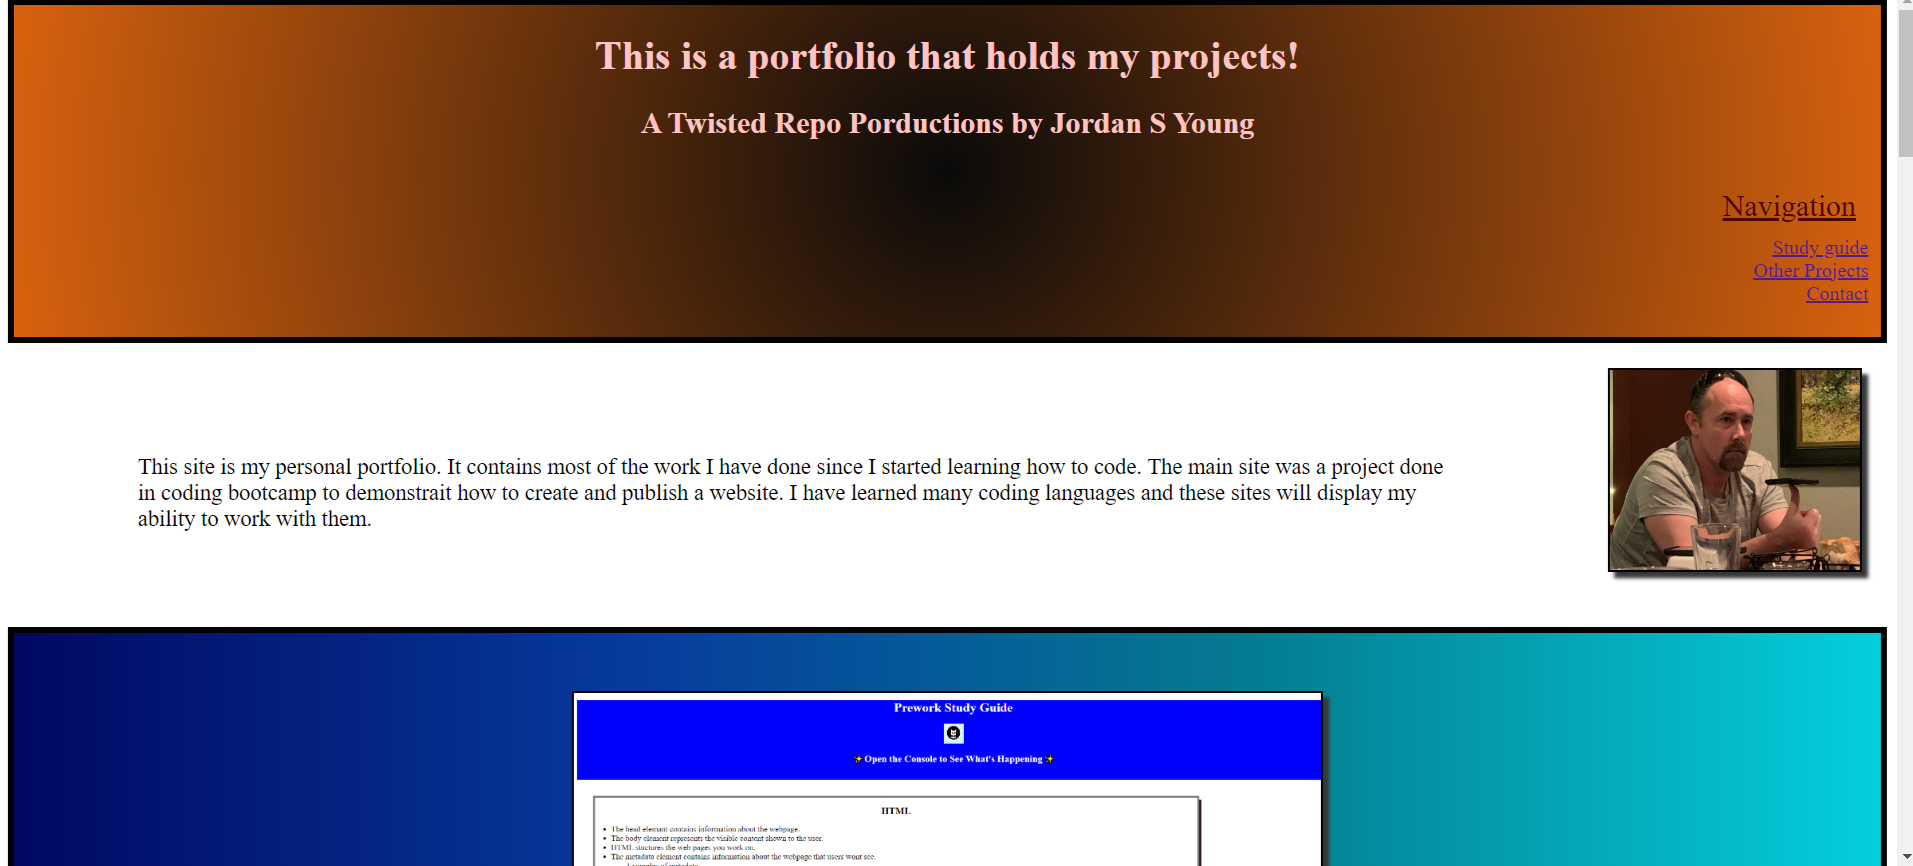 This is a portfolio that holds my projects!
A Twisted Repo Porductions by Jordan S Young
Navigation
Study guide
Other Projects
Contact
This site is my personal portfolio. It contains most of the work I have done since I started learning how to code. The main site was a project done
in coding bootcamp to demonstrait how to create and publish a website. I have learned many coding languages and these sites will display my
ability to work with them.
Prework Study Guide
✨Open the Console to See What's Happening✨
HTML
• The head elemant contains information about the webpage.
• The body element represents the visible content shown to the user.
• HTML stuctures the web pages you work on.
• The metadata element contains information about the webpage that users wont see.